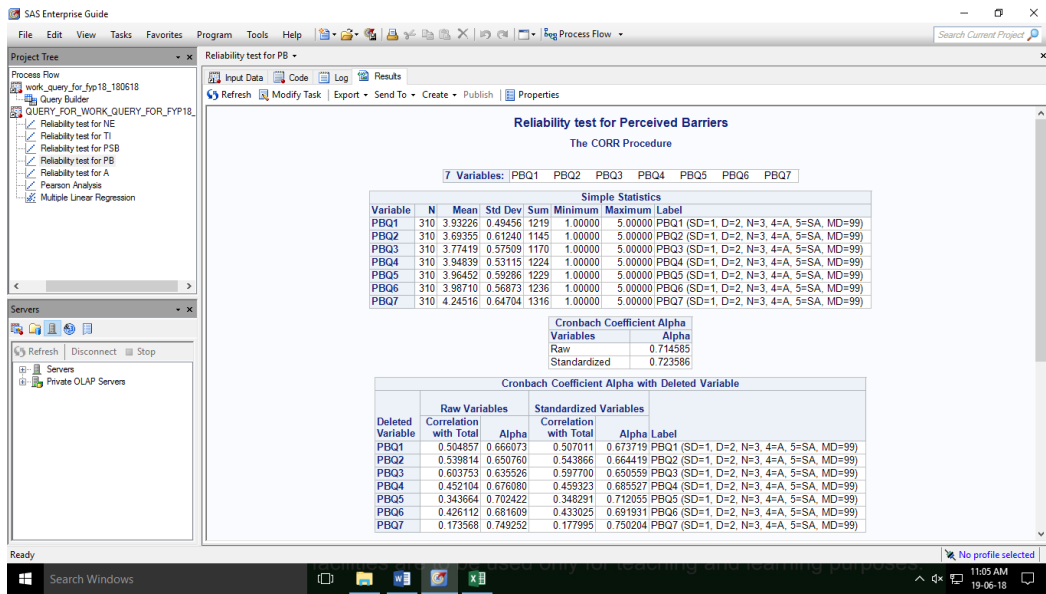 SAS Enterprise Guide
File Edit View Tasks Favorites Program Tools Help Process Flow Search Current Project
Project Tree
Process Flow
work_query_for_fyp18_180618
Query Builder
QUERY_FOR_WORK_QUERY_FOR_FYP18_
Reliability test for NE
Reliability test for TI
Reliability test for PSB
Reliability test for PB
Reliability test for A
Pearson Analysis
Multiple Linear Regression
Servers
Refresh Disconnect Stop
Servers
Private OLAP Servers
Reliability test for PB
Input Data Code Log Results
Refresh Modify Task Export Send To Create Publish Properties
Reliability test for Perceived Barriers
The CORR Procedure
7 Variables: PBQ1 PBQ2 PBQ3 PBQ4 PBQ5 PBQ6 PBQ7
Simple Statistics
Variable N Mean Std Dev Sum Minimum Maximum Label
PBQ1 310 3.93226 0.49456 1219 1.00000 5.00000 PBQ1 (SD=1, D=2, N=3, 4=A, 5=SA, MD=99)
PBQ2 310 3.69355 0.61240 1145 1.00000 5.00000 PBQ2 (SD=1, D=2, N=3, 4=A, 5=SA, MD=99)
PBQ3 310 3.77419 0.57509 1170 1.00000 5.00000 PBQ3 (SD=1, D=2, N=3, 4=A, 5=SA, MD=99)
PBQ4 310 3.94839 0.53115 1224 1.00000 5.00000 PBQ4 (SD=1, D=2, N=3, 4=A, 5=SA, MD=99)
PBQ5 310 3.96452 0.59286 1229 1.00000 5.00000 PBQ5 (SD=1, D=2, N=3, 4=A, 5=SA, MD=99)
PBQ6 310 3.98710 0.56873 1236 1.00000 5.00000 PBQ6 (SD=1, D=2, N=3, 4=A, 5=SA, MD=99)
PBQ7 310 4.24516 0.64704 1316 1.00000 5.00000 PBQ7 (SD=1, D=2, N=3, 4=A, 5=SA, MD=99)
Cronbach Coefficient Alpha
Variables Alpha
Raw 0.714585
Standardized 0.723586
Cronbach Coefficient Alpha with Deleted Variable
Raw Variables Standardized Variables
Deleted Correlation Correlation
Variable with Total Alpha with Total Alpha Label
PBQ1 0.504857 0.666073 0.507011 0.673719 PBQ1 (SD=1, D=2, N=3, 4=A, 5=SA, MD=99)
PBQ2 0.539814 0.650760 0.543866 0.664419 PBQ2 (SD=1, D=2, N=3, 4=A, 5=SA, MD=99)
PBQ3 0.603753 0.635526 0.597700 0.650559 PBQ3 (SD=1, D=2, N=3, 4=A, 5=SA, MD=99)
PBQ4 0.452104 0.676080 0.459323 0.685527 PBQ4 (SD=1, D=2, N=3, 4=A, 5=SA, MD=99)
PBQ5 0.343664 0.702422 0.348291 0.712055 PBQ5 (SD=1, D=2, N=3, 4=A, 5=SA, MD=99)
PBQ6 0.426112 0.681609 0.433025 0.691931 PBQ6 (SD=1, D=2, N=3, 4=A, 5=SA, MD=99)
PBQ7 0.173568 0.749252 0.177995 0.750204 PBQ7 (SD=1, D=2, N=3, 4=A, 5=SA, MD=99)
Ready No profile selected
facilities are to be used only for teaching and learning purposes.
Search Windows
11:05 AM
19-06-18